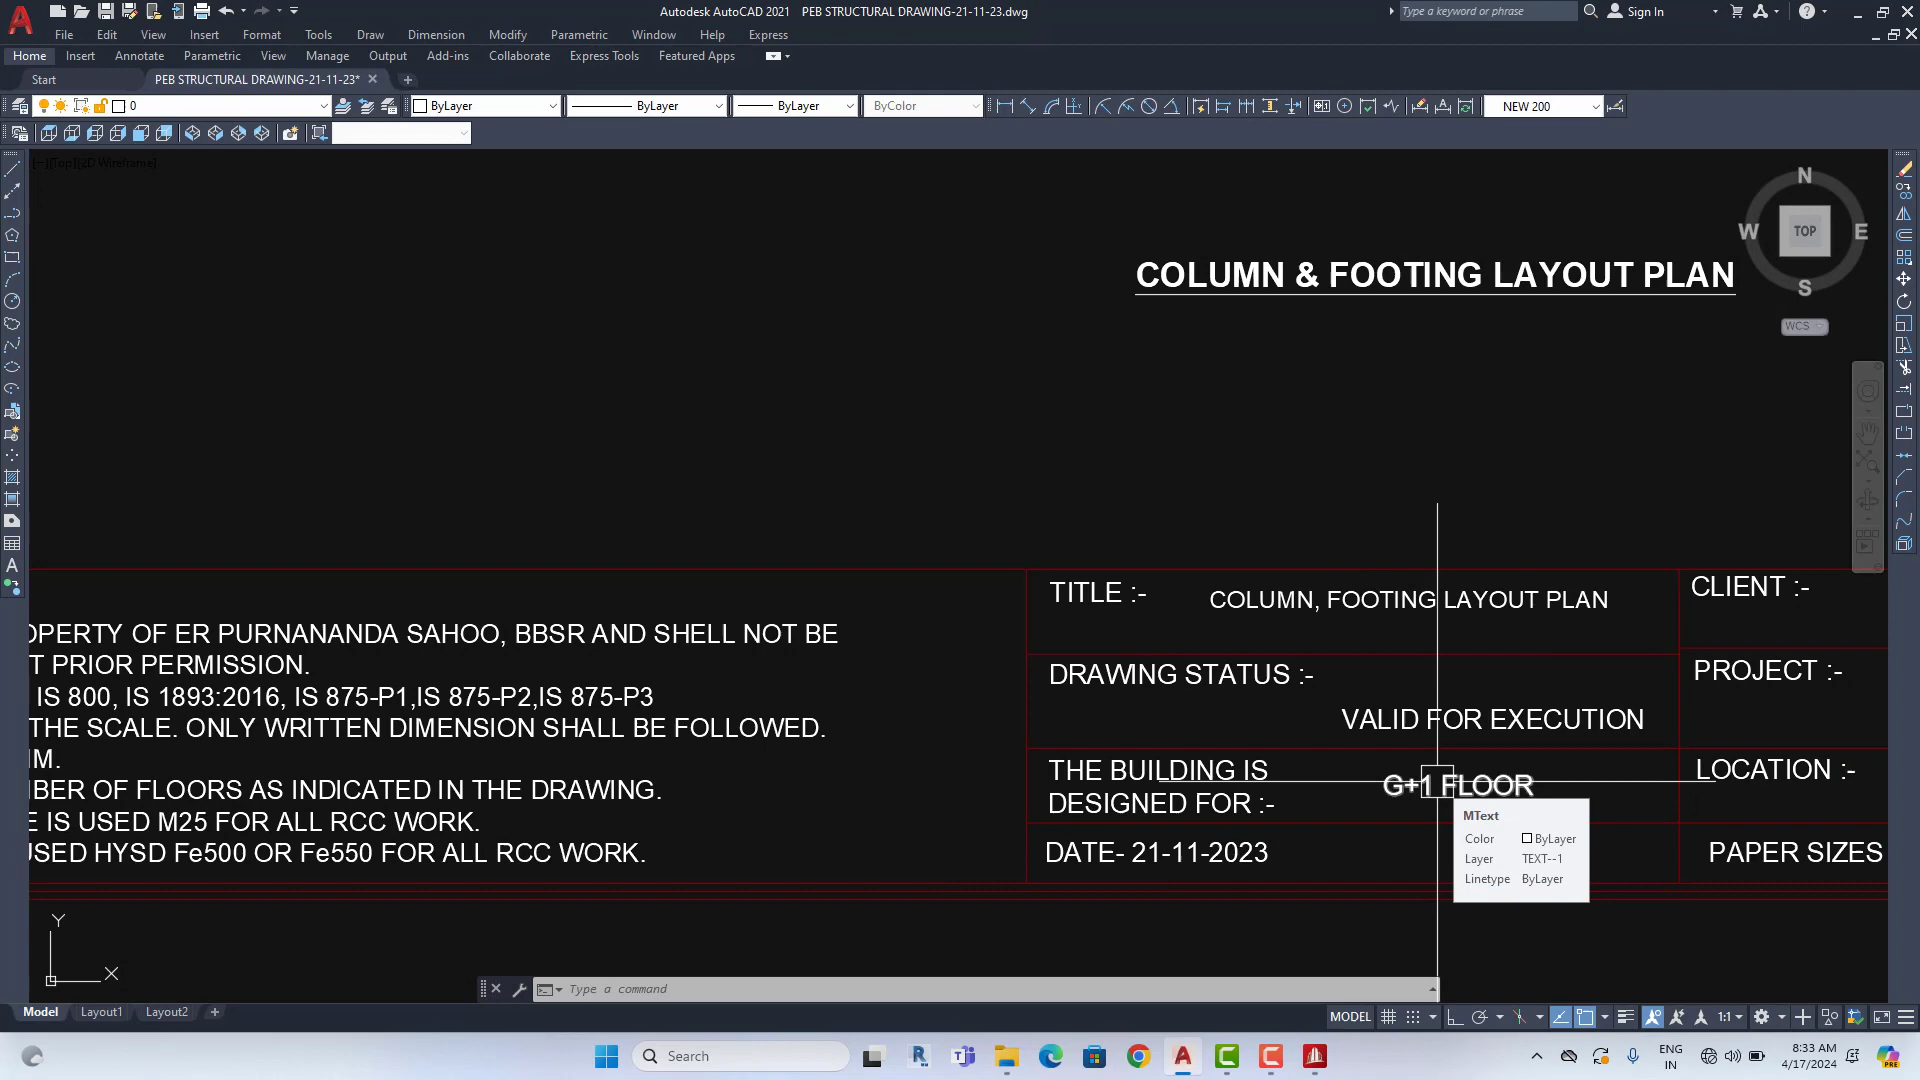 Autodesk AutoCAD 2021 PEB STRUCTURAL DRAWING-21-11-23.dwg
Type a keyword or phrase
Sign In
File Edit View Insert Format Tools Draw Dimension Modify Parametric Window Help Express
Home Insert Annotate Parametric View Manage Output Add-ins Collaborate Express Tools Featured Apps
Start PEB STRUCTURAL DRAWING-21-11-23*
0 ByLayer ByLayer ByLayer ByColor NEW 200
[−][Top][2D Wireframe]
N
W TOP E
S
WCS
COLUMN & FOOTING LAYOUT PLAN
TITLE :- COLUMN, FOOTING LAYOUT PLAN CLIENT :-
OPERTY OF ER PURNANANDA SAHOO, BBSR AND SHELL NOT BE
T PRIOR PERMISSION.
IS 800, IS 1893:2016, IS 875-P1,IS 875-P2,IS 875-P3
THE SCALE. ONLY WRITTEN DIMENSION SHALL BE FOLLOWED.
IM.
BER OF FLOORS AS INDICATED IN THE DRAWING.
E IS USED M25 FOR ALL RCC WORK.
USED HYSD Fe500 OR Fe550 FOR ALL RCC WORK.
DRAWING STATUS :- PROJECT :-
VALID FOR EXECUTION
THE BUILDING IS
DESIGNED FOR :- G+1 FLOOR LOCATION :-
DATE- 21-11-2023 PAPER SIZES
MText
Color ByLayer
Layer TEXT--1
Linetype ByLayer
Y
X
Type a command
Model Layout1 Layout2
MODEL 1:1
Search
ENG
IN
8:33 AM
4/17/2024
PRE